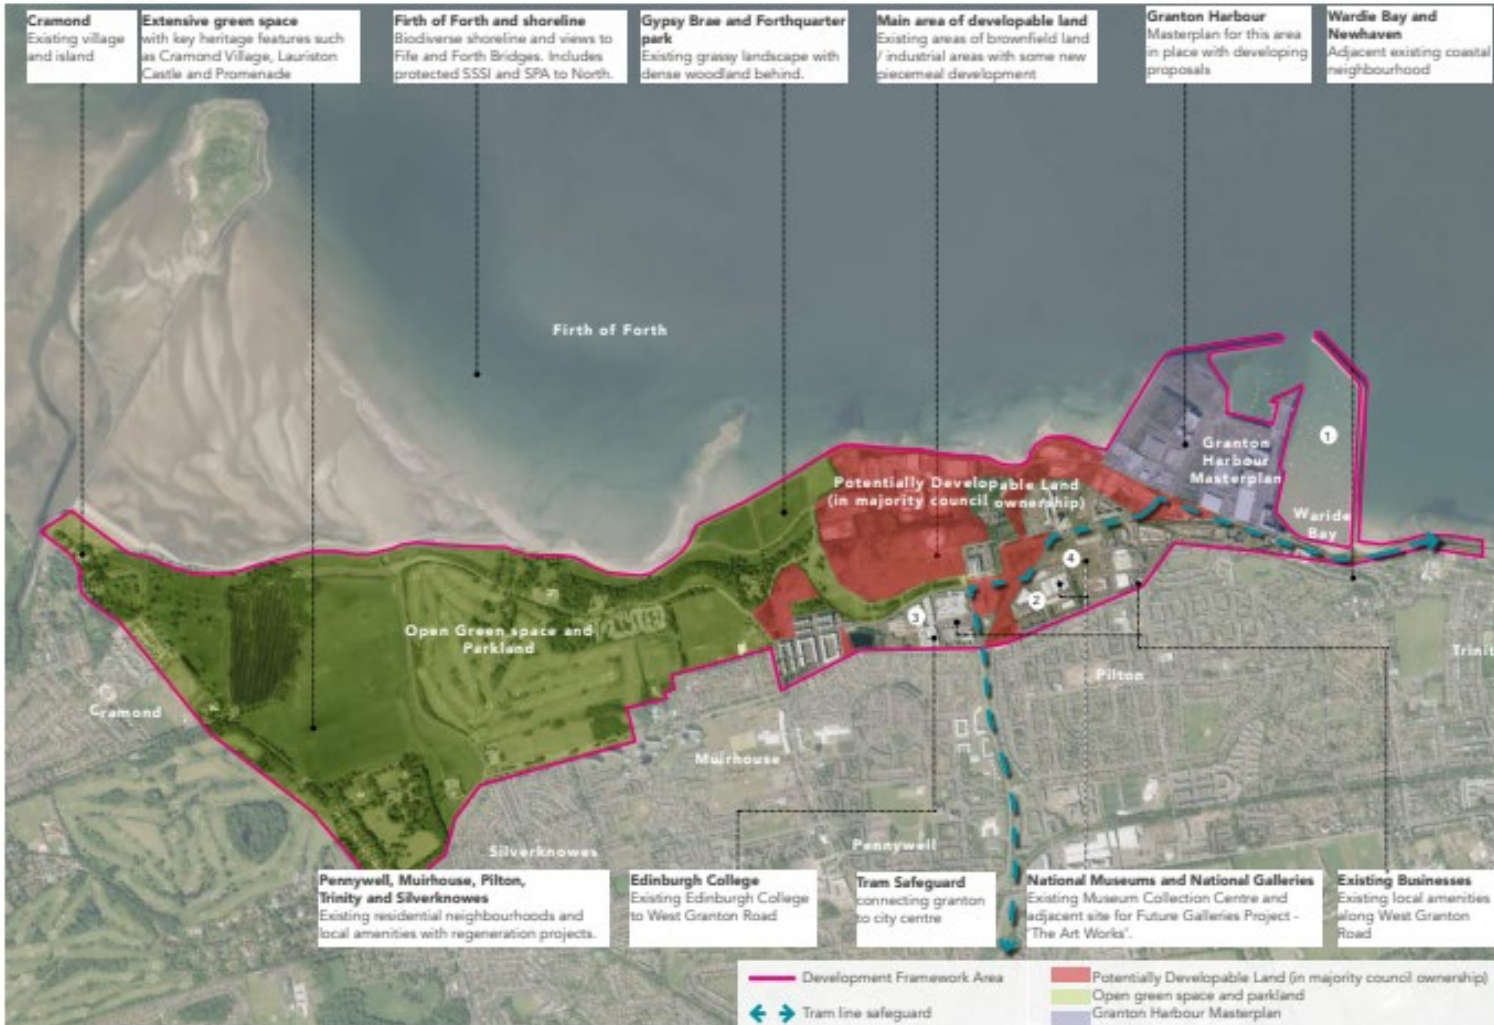 Cramond
Existing village
and island
Extensive green space
with key heritage features such
as Cramond Village, Lauriston
Castle and Promenade
Firth of Forth and shoreline
Biodiverse shoreline and views to
Fife and Forth Bridges. Includes
protected SSSI and SPA to North.
Gypsy Brae and Forthquarter
park
Existing grassy landscape with
dense woodland behind.
Main area of developable land
Existing areas of brownfield land
/ industrial areas with some new
piecemeal development
Granton Harbour
Masterplan for this area
in place with developing
proposals
Wardie Bay and
Newhaven
Adjacent existing coastal
neighbourhood
Firth of Forth
Granton
Harbour
Masterplan
1
Potentially Developable Land
(in majority council ownership)
Waride
Bay
4
2
3
Open Green space and
Parkland
Cramond
Muirhouse
Pilton
Trinit
Silverknowes
Pennywell
Pennywell, Muirhouse, Pilton,
Trinity and Silverknowes
Existing residential neighbourhoods and
local amenities with regeneration projects.
Edinburgh College
Existing Edinburgh College
to West Granton Road
Tram Safeguard
connecting granton
to city centre
National Museums and National Galleries
Existing Museum Collection Centre and
adjacent site for Future Galleries Project -
'The Art Works'.
Existing Businesses
Existing local amenities
along West Granton
Road
Development Framework Area
Tram line safeguard
Potentially Developable Land (in majority council ownership)
Open green space and parkland
Granton Harbour Masterplan